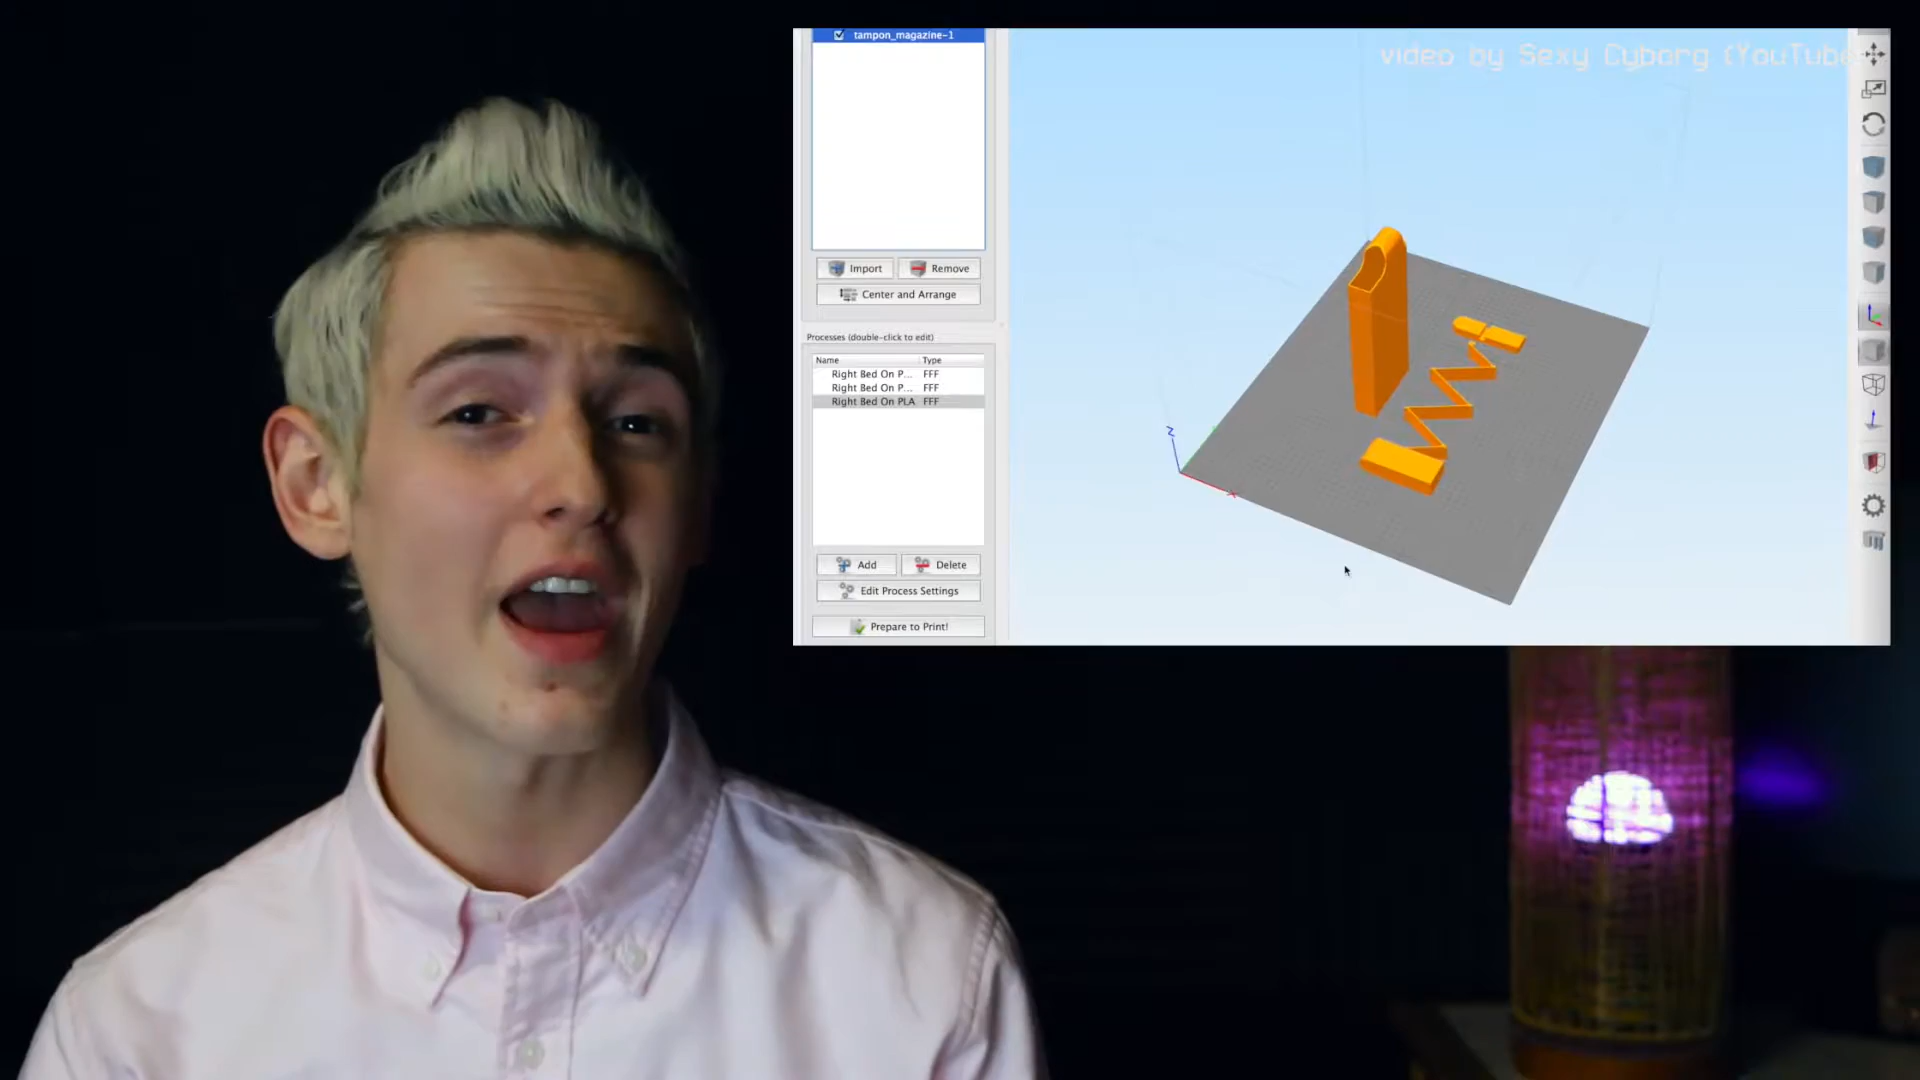 tampon_magazine-1
video by Sexy Cyborg (YouTube
Import
Remove
Center and Arrange
Processes (double-click to edit)
Name Type
Right Bed On P... FFF
Right Bed On P... FFF
Right Bed On PLA FFF
Add
Delete
Edit Process Settings
Prepare to Print!
Z
X